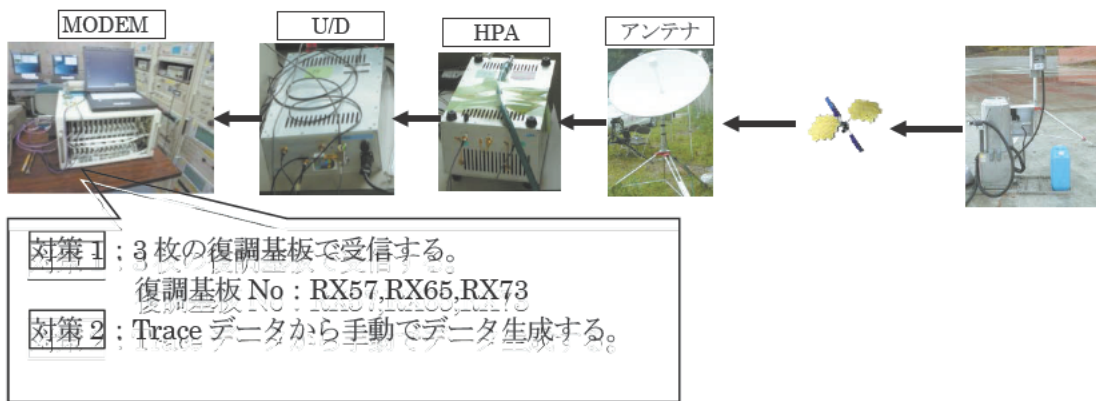 MODEM
U/D
HPA
アンテナ
対策1：3枚の復調基板で受信する。
復調基板No：RX57,RX65,RX73
対策2：Traceデータから手動でデータ生成する。